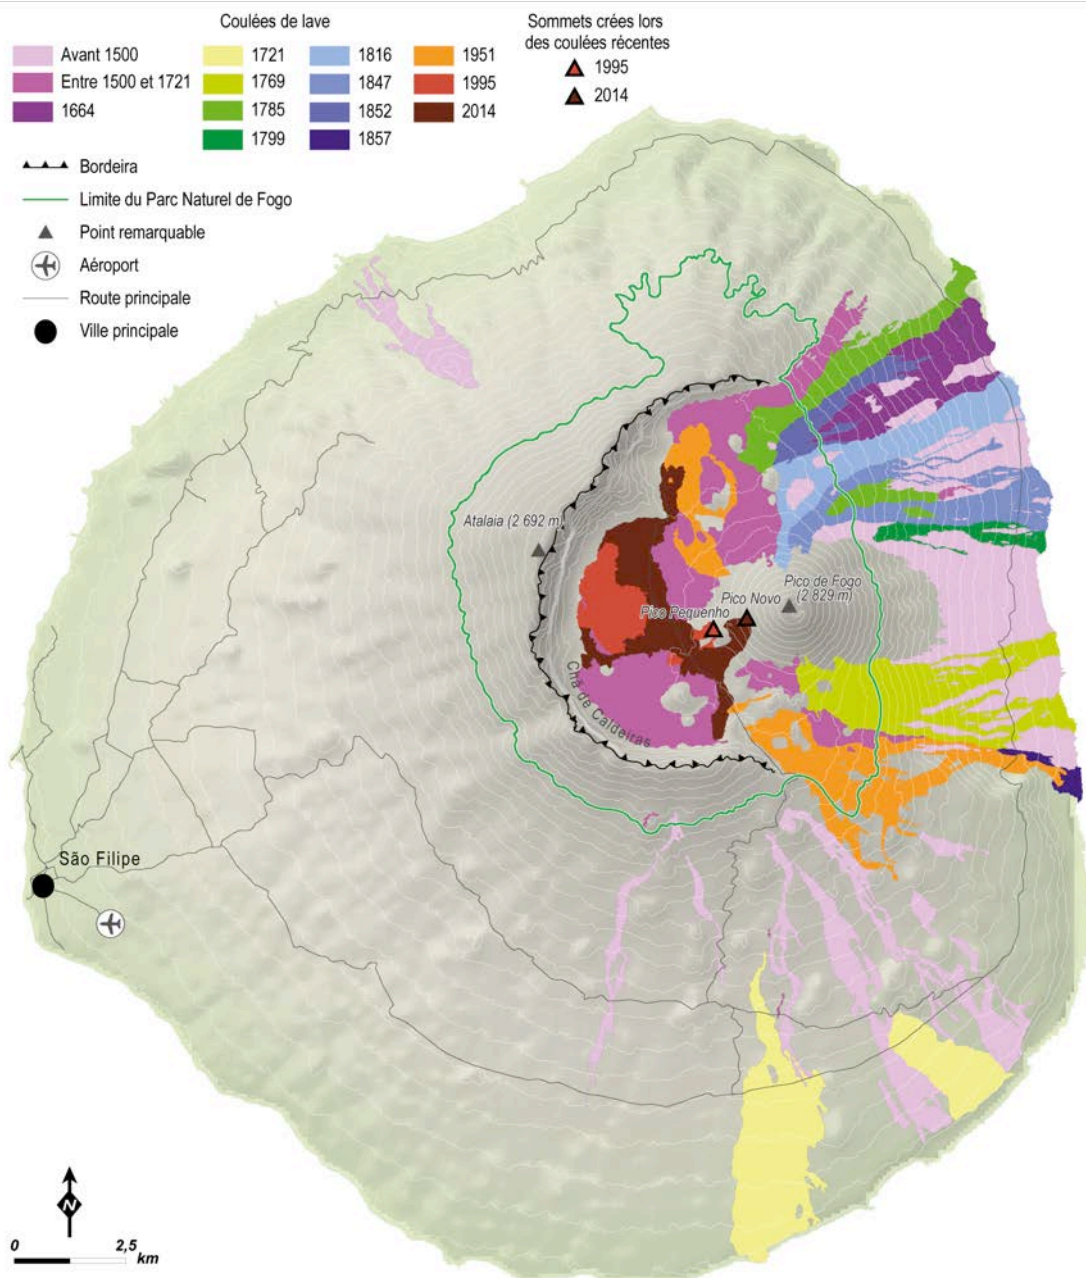 Coulées de lave
Avant 1500
Entre 1500 et 1721
1664
1721
1769
1785
1799
1816
1847
1852
1857
1951
1995
2014
Sommets crées lors
des coulées récentes
1995
2014
Bordeira
Limite du Parc Naturel de Fogo
Point remarquable
Aéroport
Route principale
Ville principale
Atalaia (2 692 m)
Pico de Fogo
(2 829 m)
Pico Novo
Pico Pequenho
Chã de Caldeiras
São Filipe
N
0 2,5
km